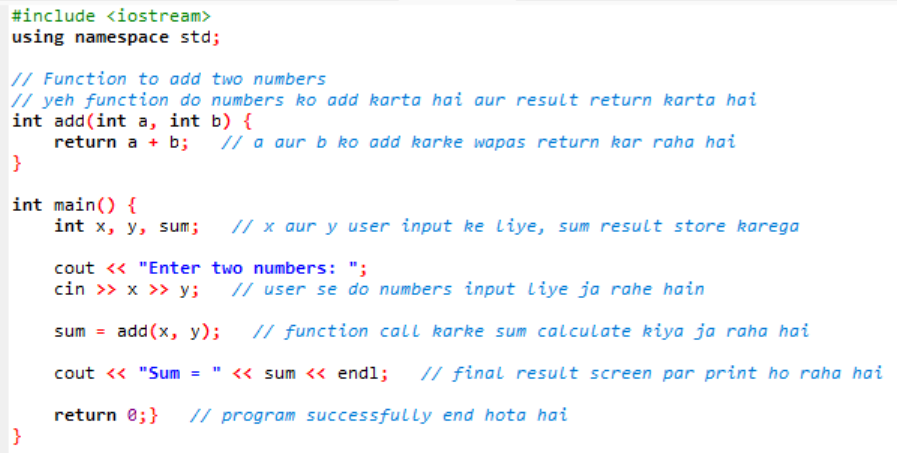 #include <iostream>
using namespace std;
// Function to add two numbers
// yeh function do numbers ko add karta hai aur result return karta hai
int add(int a, int b) {
return a + b;   // a aur b ko add karke wapas return kar raha hai
}
int main() {
int x, y, sum;   // x aur y user input ke liye, sum result store karega
cout << "Enter two numbers: ";
cin >> x >> y;   // user se do numbers input liye ja rahe hain
sum = add(x, y);   // function call karke sum calculate kiya ja raha hai
cout << "Sum = " << sum << endl;   // final result screen par print ho raha hai
return 0;}   // program successfully end hota hai
}